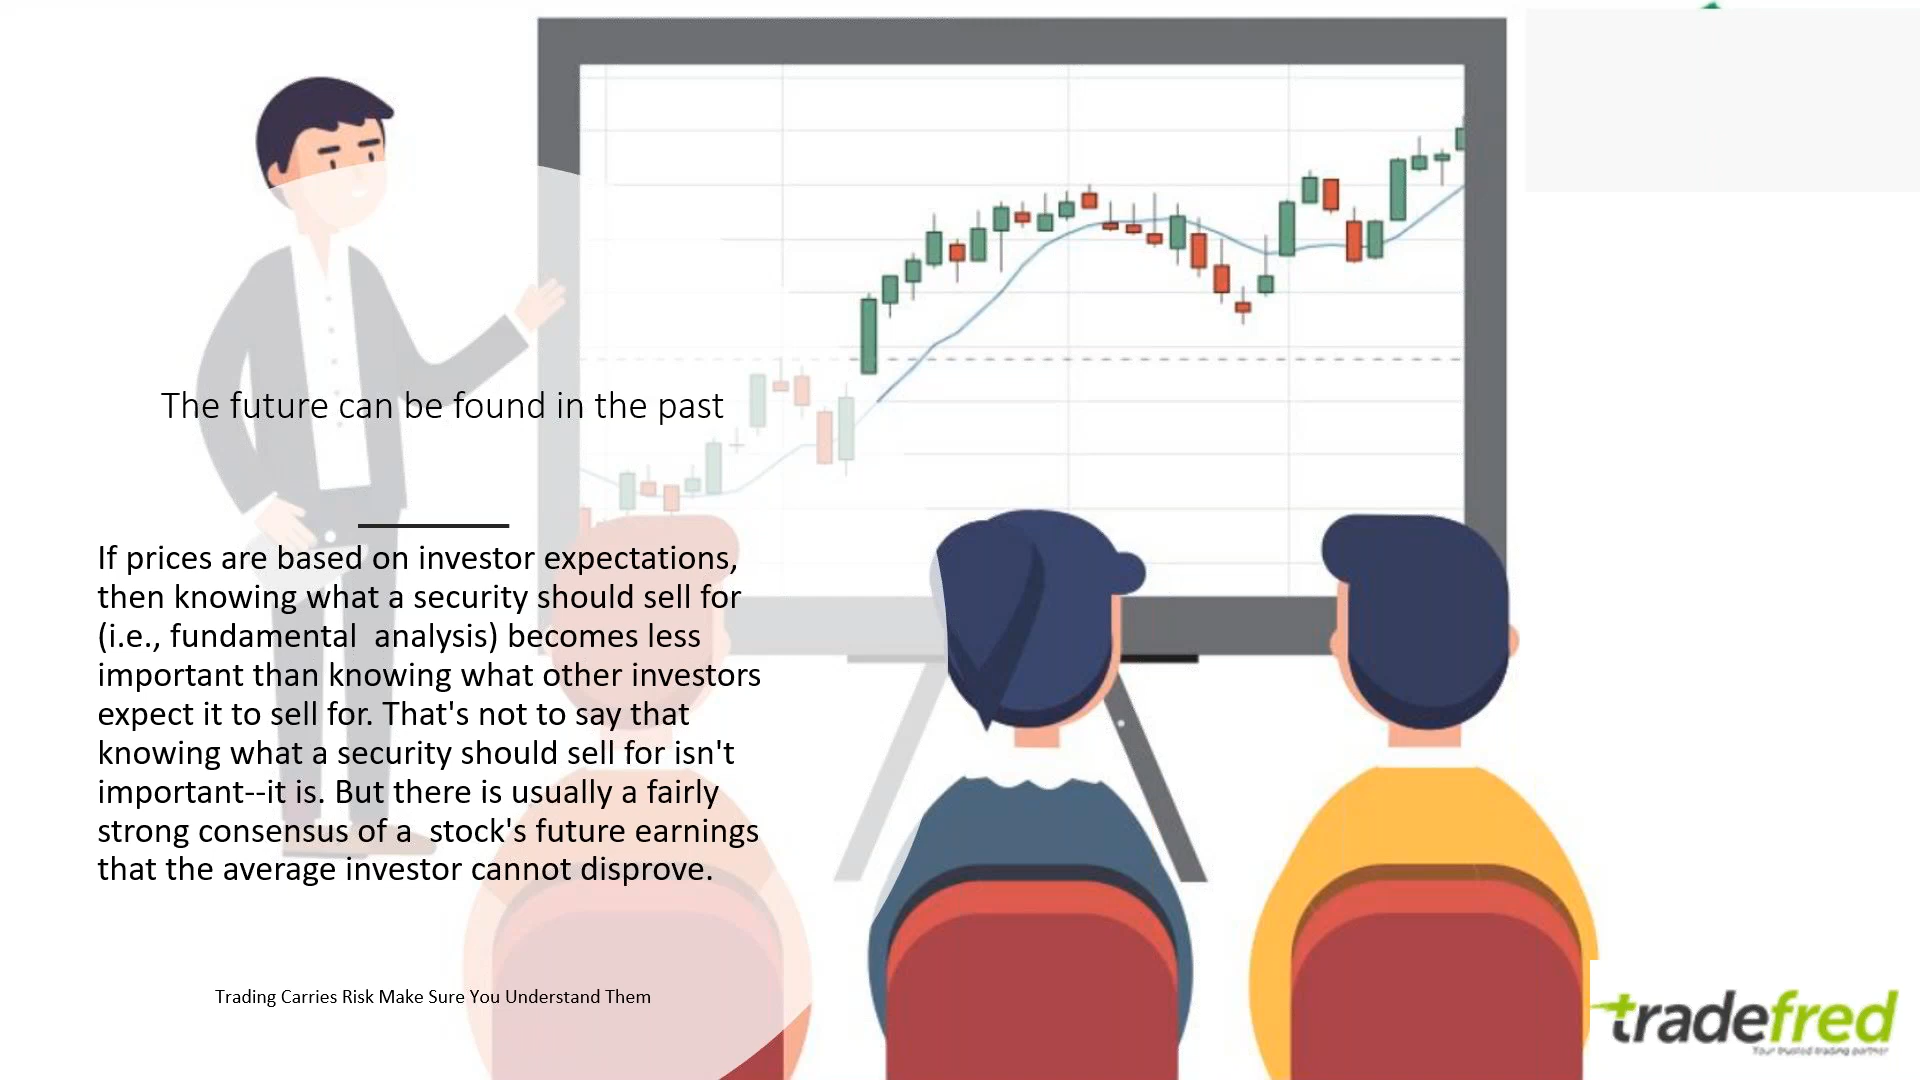 The future can be found in the past
If prices are based on investor expectations,
then knowing what a security should sell for
(i.e., fundamental  analysis) becomes less
important than knowing what other investors
expect it to sell for. That's not to say that
knowing what a security should sell for isn't
important--it is. But there is usually a fairly
strong consensus of a  stock's future earnings
that the average investor cannot disprove.
Trading Carries Risk Make Sure You Understand Them
tradefred
Your trusted trading partner